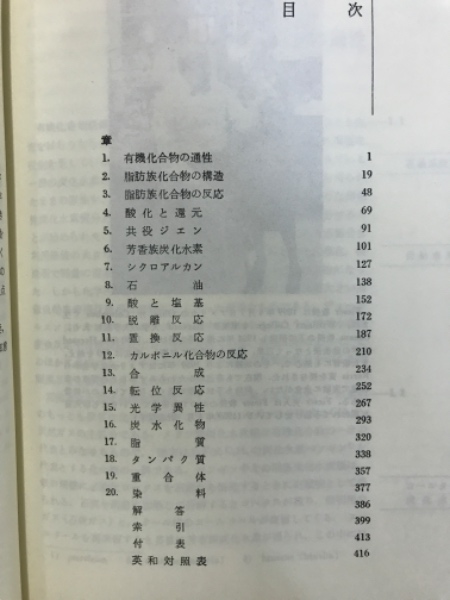 目次
章
1. 有機化合物の通性 1
2. 脂肪族化合物の構造 19
3. 脂肪族化合物の反応 48
4. 酸化と還元 69
5. 共役ジエン 91
6. 芳香族炭化水素 101
7. シクロアルカン 127
8. 石油 138
9. 酸と塩基 152
10. 脱離反応 172
11. 置換反応 187
12. カルボニル化合物の反応 210
13. 合成 234
14. 転位反応 252
15. 光学異性 267
16. 炭水化物 293
17. 脂質 320
18. タンパク質 338
19. 重合体 357
20. 染料 377
解答 386
索引 399
付表 413
英和対照表 416